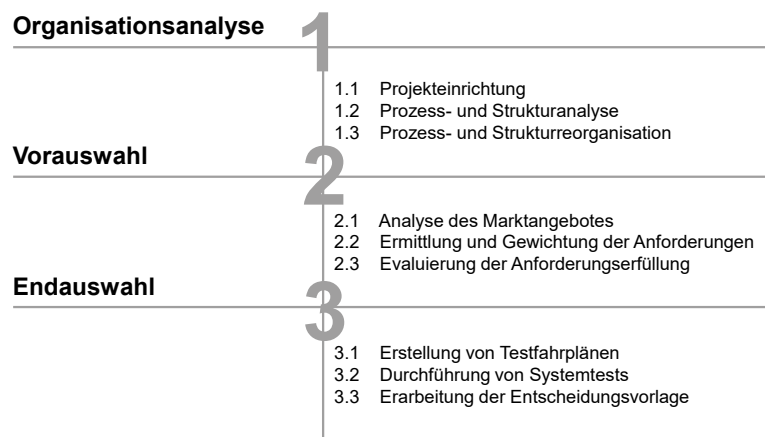 Organisationsanalyse
1
1.1 Projekteinrichtung
1.2 Prozess- und Strukturanalyse
1.3 Prozess- und Strukturreorganisation
Vorauswahl
2
2.1 Analyse des Marktangebotes
2.2 Ermittlung und Gewichtung der Anforderungen
2.3 Evaluierung der Anforderungserfüllung
Endauswahl
3
3.1 Erstellung von Testfahrplänen
3.2 Durchführung von Systemtests
3.3 Erarbeitung der Entscheidungsvorlage